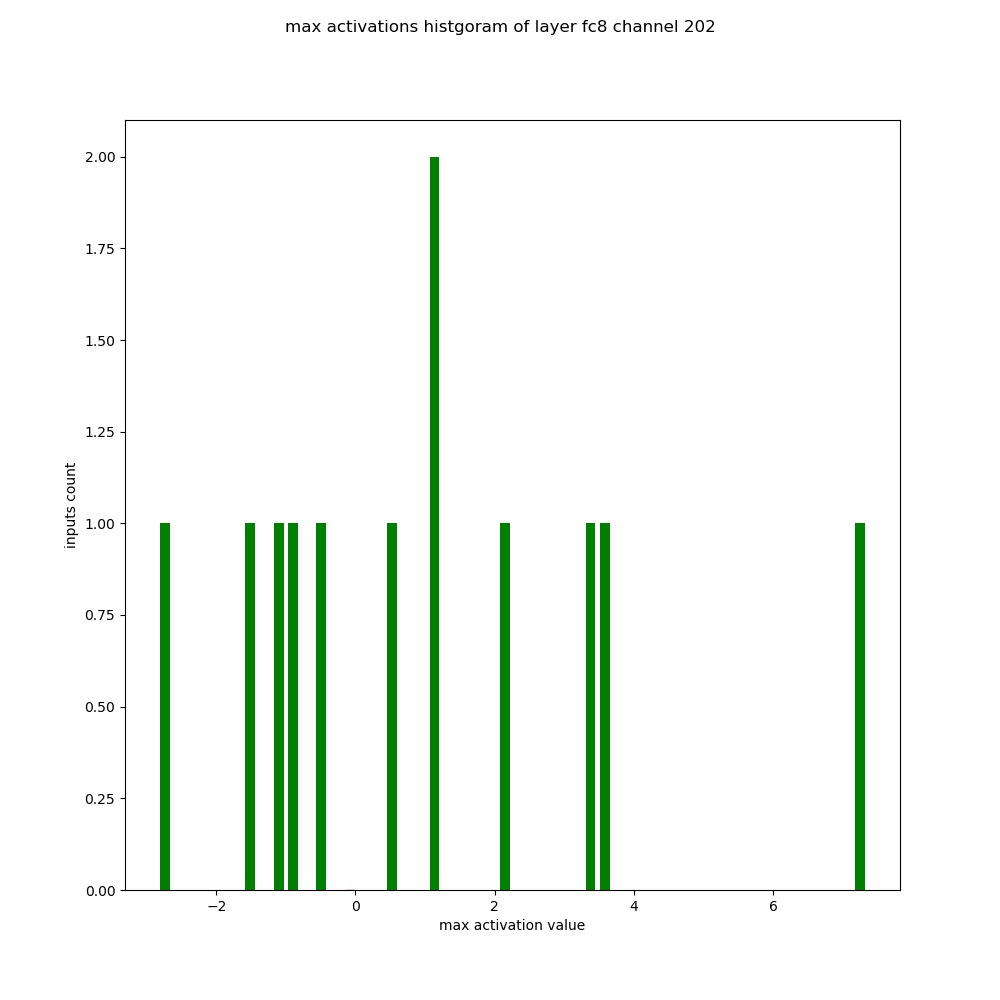 max activations histgoram of layer fc8 channel 202
2.00
1.75
1.50
1.25
1.00
0.75
0.50
0.25
0.00
inputs count
−2 0 2 4 6
max activation value